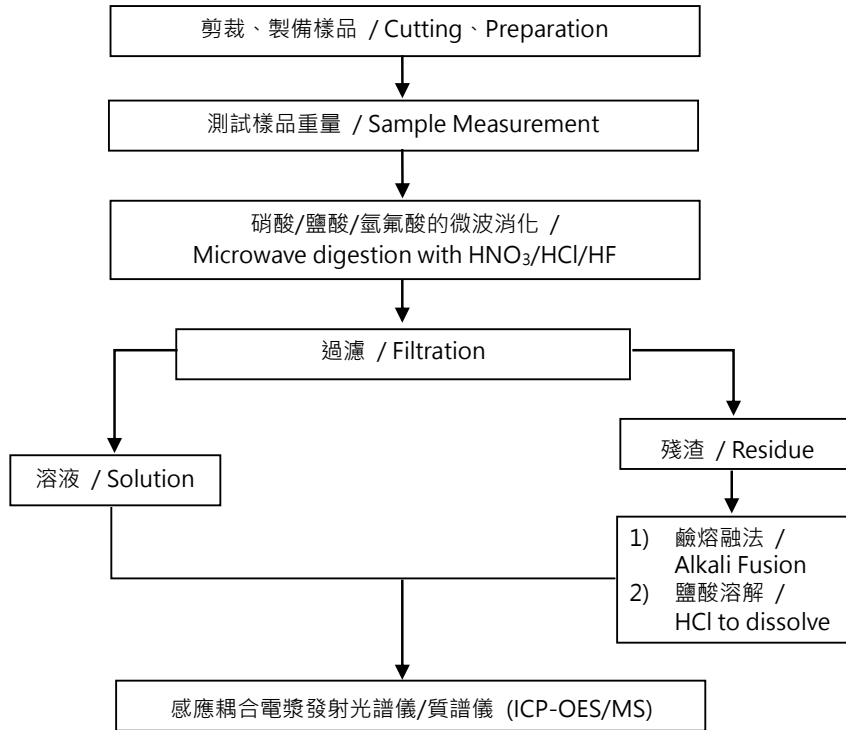 剪裁、製備樣品 / Cutting、Preparation
測試樣品重量 / Sample Measurement
硝酸/鹽酸/氫氟酸的微波消化 /
Microwave digestion with HNO₃/HCl/HF
過濾 / Filtration
溶液 / Solution
殘渣 / Residue
1) 鹼熔融法 /
Alkali Fusion
2) 鹽酸溶解 /
HCl to dissolve
感應耦合電漿發射光譜儀/質譜儀 (ICP-OES/MS)